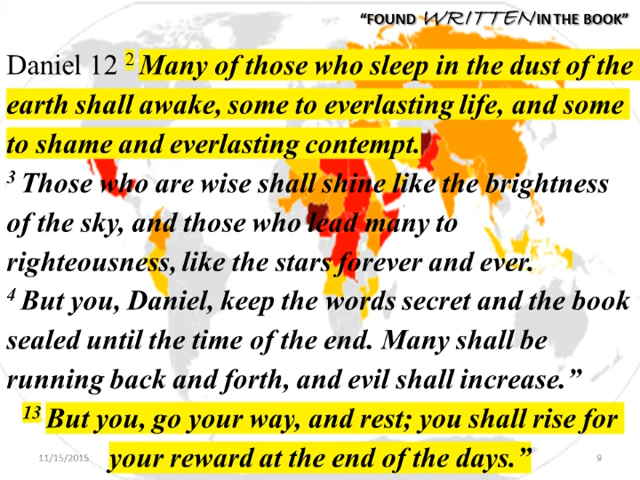 “FOUND WRITTEN IN THE BOOK”
Daniel 12 2 Many of those who sleep in the dust of the
earth shall awake, some to everlasting life, and some
to shame and everlasting contempt.
3 Those who are wise shall shine like the brightness
of the sky, and those who lead many to
righteousness, like the stars forever and ever.
4 But you, Daniel, keep the words secret and the book
sealed until the time of the end. Many shall be
running back and forth, and evil shall increase.”
13 But you, go your way, and rest; you shall rise for
your reward at the end of the days.”
11/15/2015
9